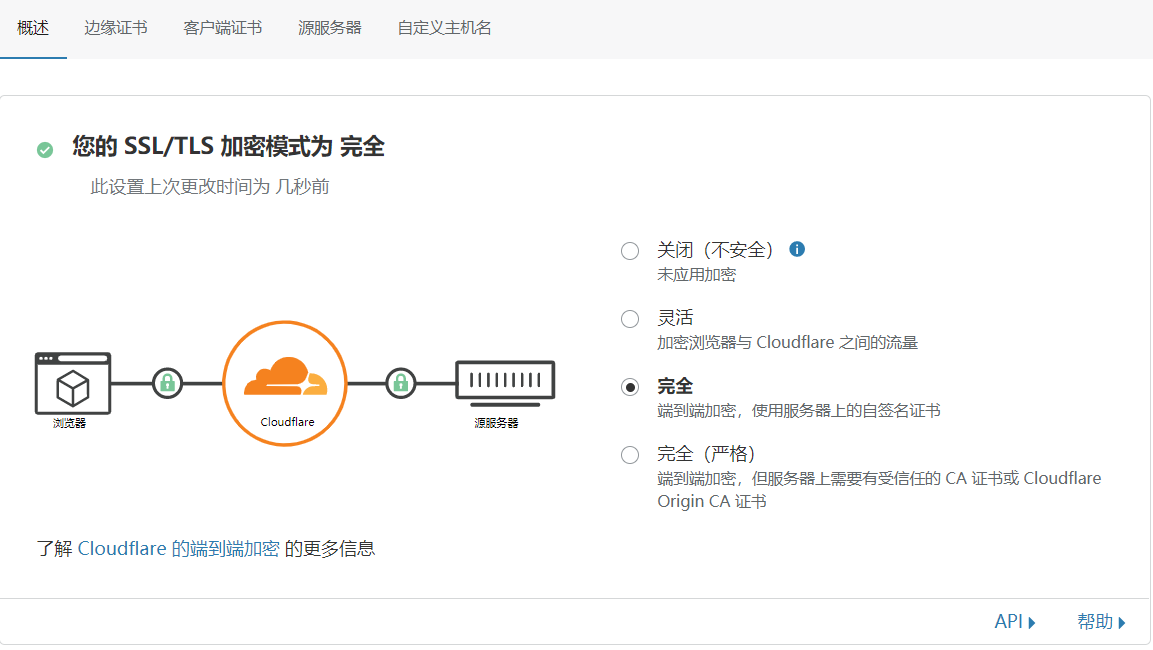 概述 边缘证书 客户端证书 源服务器 自定义主机名
您的 SSL/TLS 加密模式为 完全
此设置上次更改时间为 几秒前
关闭（不安全）
未应用加密
灵活
加密浏览器与 Cloudflare 之间的流量
完全
端到端加密，使用服务器上的自签名证书
完全（严格）
端到端加密，但服务器上需要有受信任的 CA 证书或 Cloudflare
Origin CA 证书
浏览器
Cloudflare
源服务器
了解 Cloudflare 的端到端加密 的更多信息
API 帮助